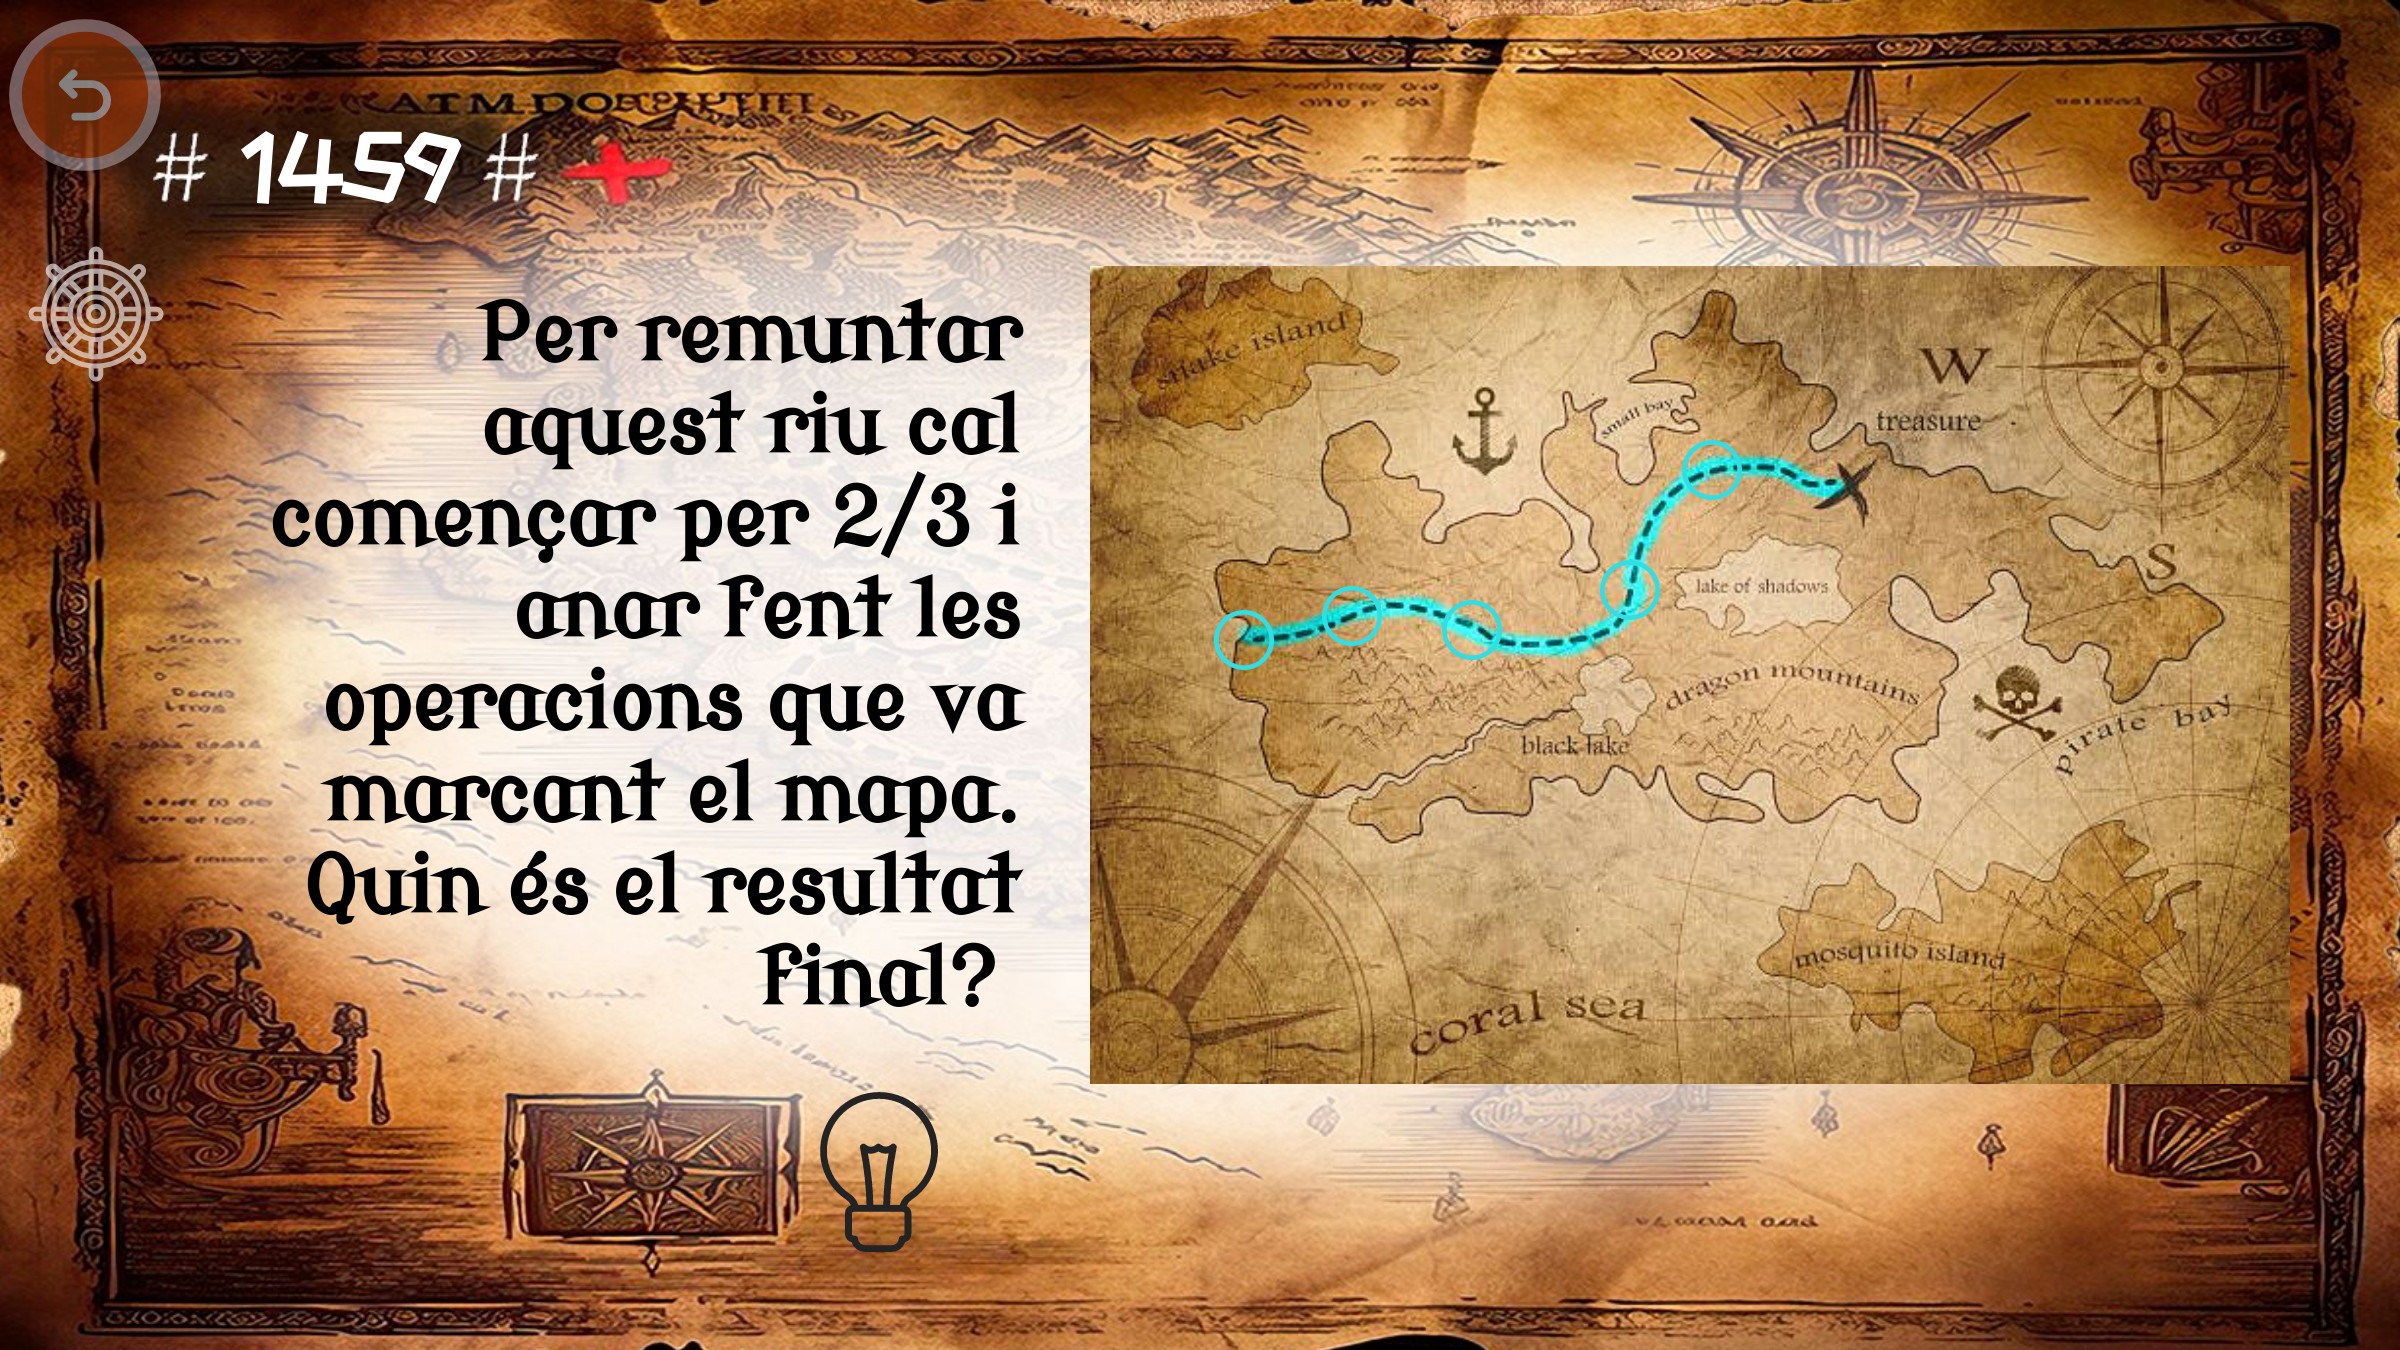 # 1459 #
Per remuntar
aquest riu cal
començar per 2/3 i
anar fent les
operacions que va
marcant el mapa.
Quin és el resultat
final?
snake island
small bay
W
treasure
S
lake of shadows
dragon mountains
black lake
pirate bay
mosquito island
coral sea